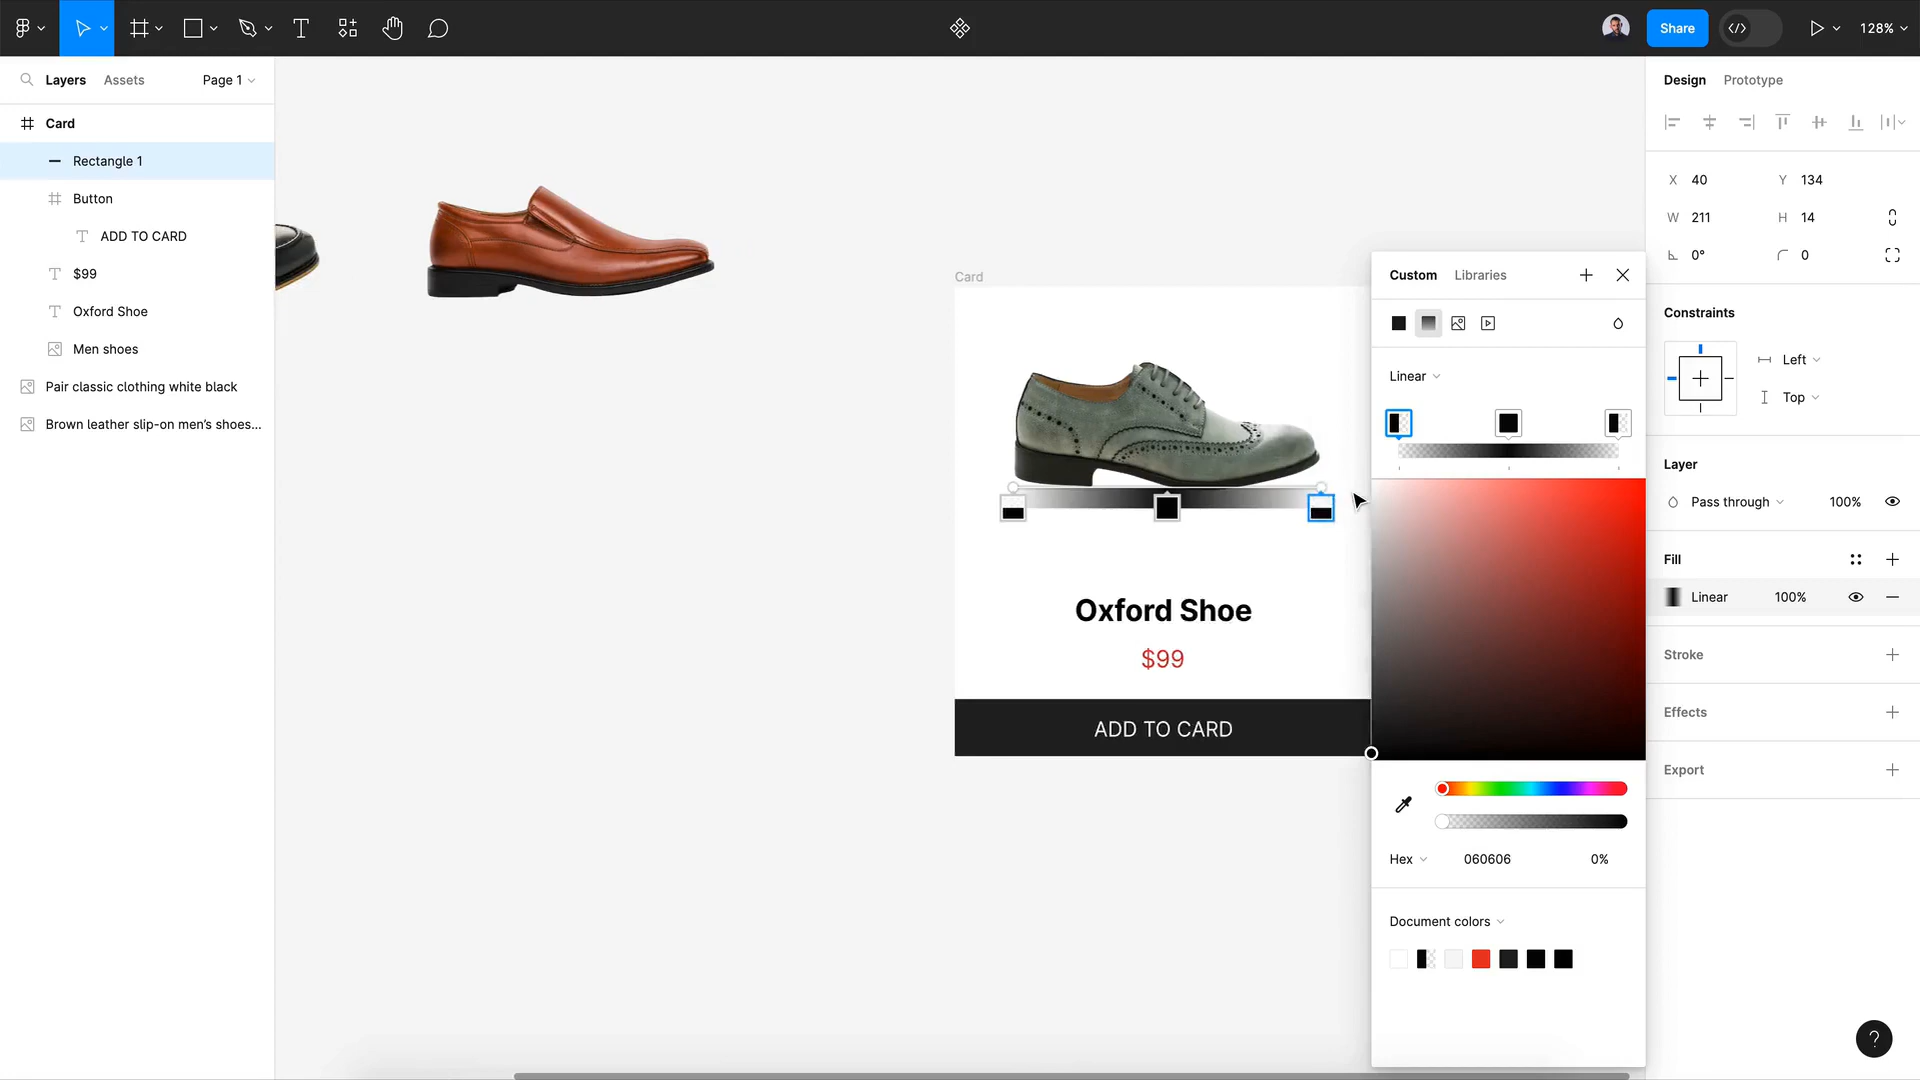 Share
128%
Layers
Assets
Page 1
Card
Rectangle 1
Button
ADD TO CARD
$99
Oxford Shoe
Men shoes
Pair classic clothing white black
Brown leather slip-on men's shoes...
Card
Oxford Shoe
$99
ADD TO CARD
Custom
Libraries
Linear
Hex
060606
0%
Document colors
Design
Prototype
X 40
Y 134
W 211
H 14
0°
0
Constraints
Left
Top
Layer
Pass through
100%
Fill
Linear
100%
Stroke
Effects
Export
?